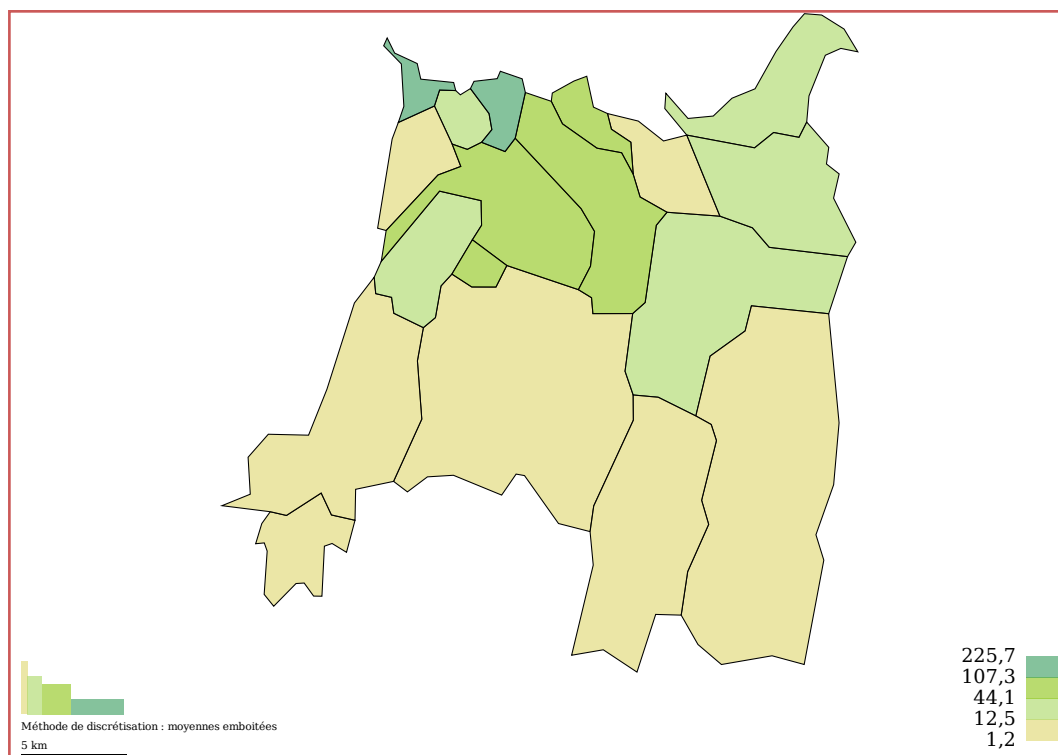 225,7
107,3
44,1
12,5
1,2
Méthode de discrétisation : moyennes emboitées
5 km